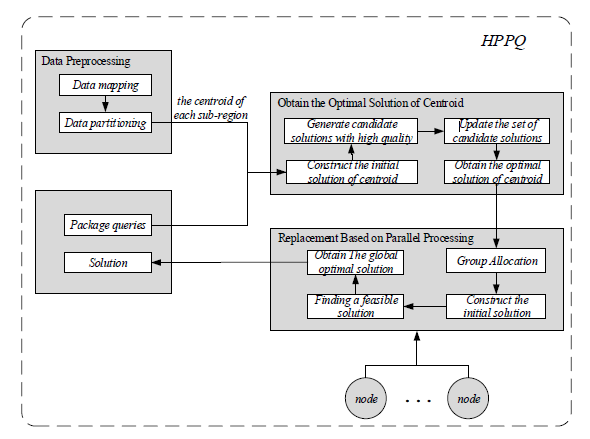 HPPQ
Data Preprocessing
Data mapping
Data partitioning
the centroid of
each sub-region
Obtain the Optimal Solution of Centroid
Generate candidate
solutions with high quality
Update the set of
candidate solutions
Construct the initial
solution of centroid
Obtain the optimal
solution of centroid
Package queries
Solution
Replacement Based on Parallel Processing
Obtain The global
optimal solution
Group Allocation
Finding a feasible
solution
Construct the
initial solution
node
. . .
node